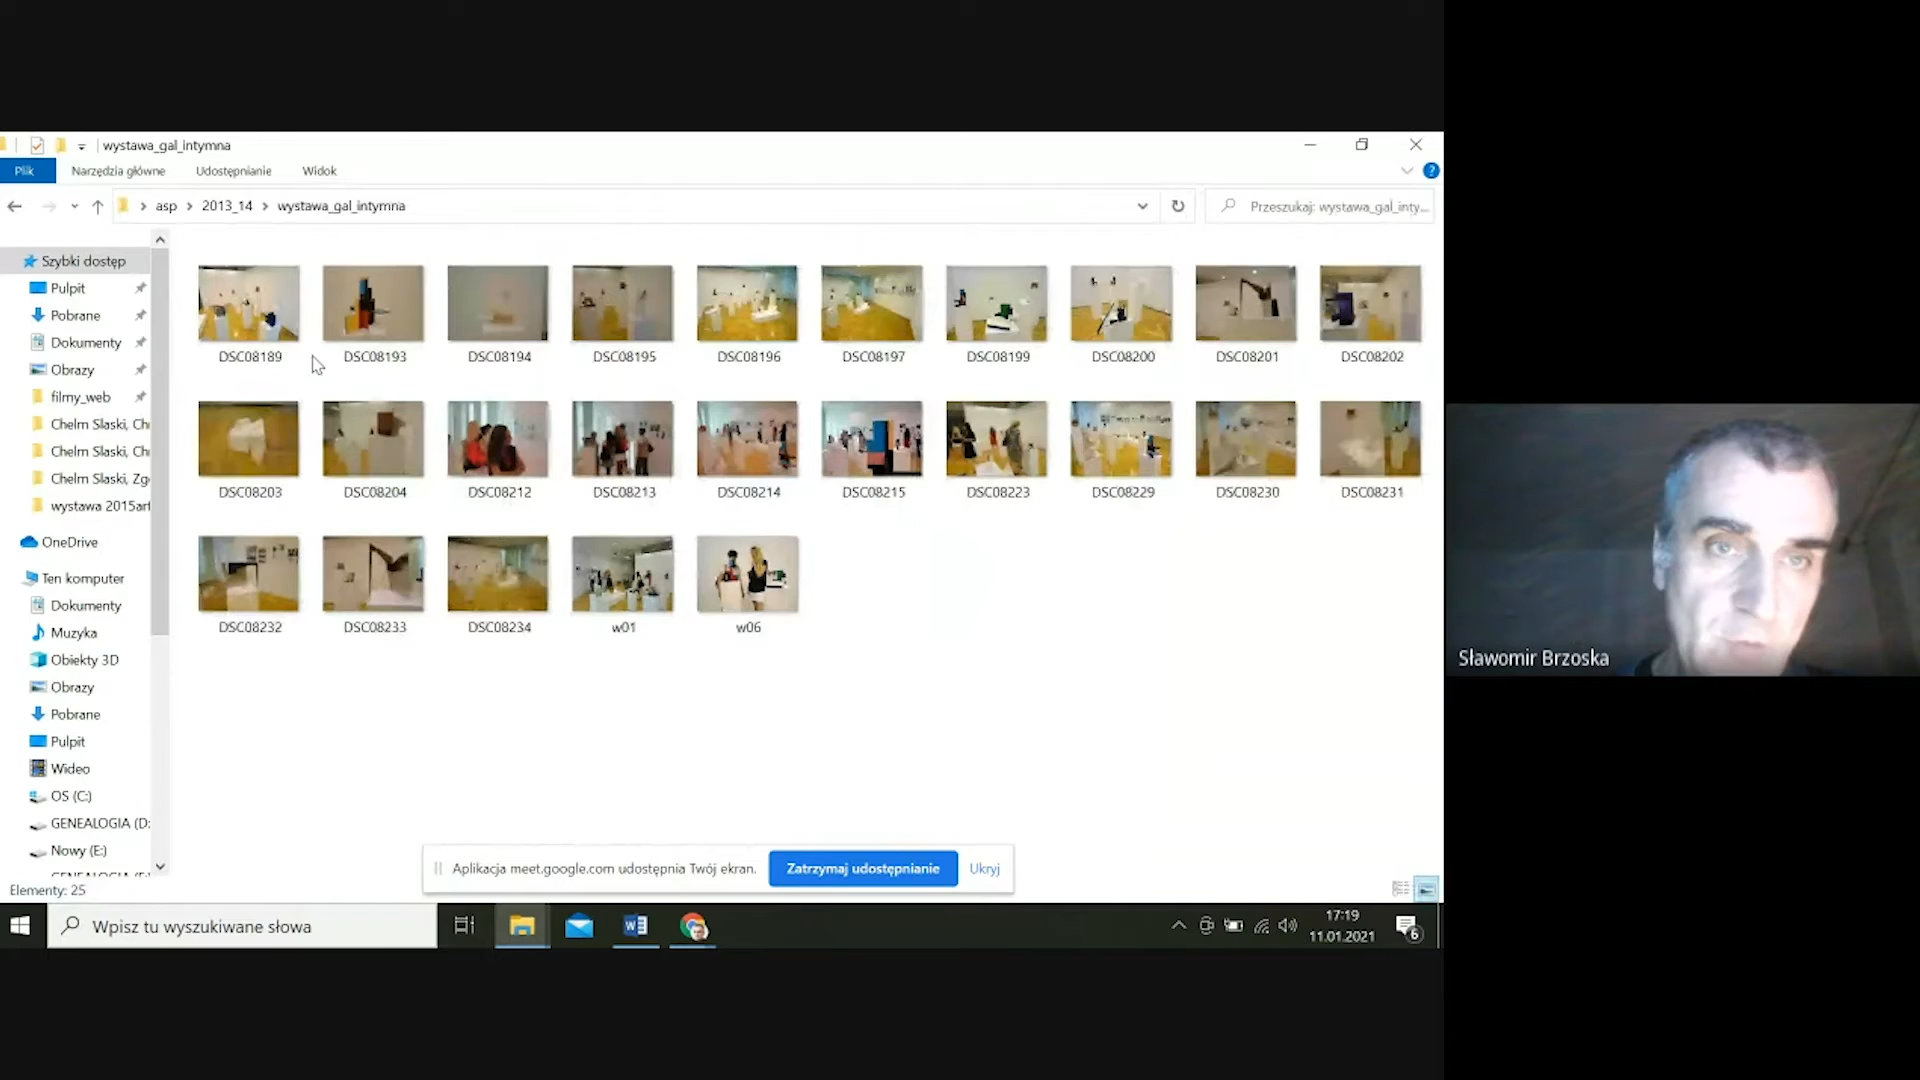 wystawa_gal_intymna
Plik Narzędzia główne Udostępnianie Widok
asp 2013_14 wystawa_gal_intymna
Przeszukaj: wystawa_gal_inty...
Szybki dostęp
Pulpit
Pobrane
Dokumenty
Obrazy
filmy_web
Chelm Slaski, Ch
Chelm Slaski, Ch
Chelm Slaski, Zg
wystawa 2015art
OneDrive
Ten komputer
Dokumenty
Muzyka
Obiekty 3D
Obrazy
Pobrane
Pulpit
Wideo
OS (C:)
GENEALOGIA (D:
Nowy (E:)
DSC08189 DSC08193 DSC08194 DSC08195 DSC08196 DSC08197 DSC08199 DSC08200 DSC08201 DSC08202
DSC08203 DSC08204 DSC08212 DSC08213 DSC08214 DSC08215 DSC08223 DSC08229 DSC08230 DSC08231
DSC08232 DSC08233 DSC08234 w01 w06
Aplikacja meet.google.com udostępnia Twój ekran. Zatrzymaj udostępnianie Ukryj
Elementy: 25
Wpisz tu wyszukiwane słowa
17:19
11.01.2021
6
Sławomir Brzoska